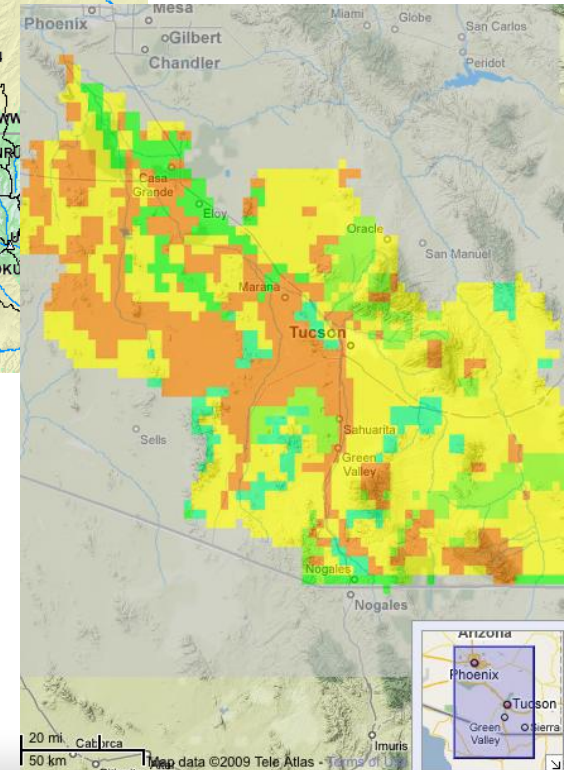 Mesa
Phoenix
Miami
Globe
San Carlos
Gilbert
Chandler
Peridot
Casa
Grande
Eloy
Oracle
San Manuel
Marana
Tucson
Sells
Sahuarita
Green
Valley
Nogales
Nogales
Arizona
Phoenix
Tucson
Green
Valley
Sierra
20 mi
50 km
Caborca
Imuris
Map data ©2009 Tele Atlas - Terms of